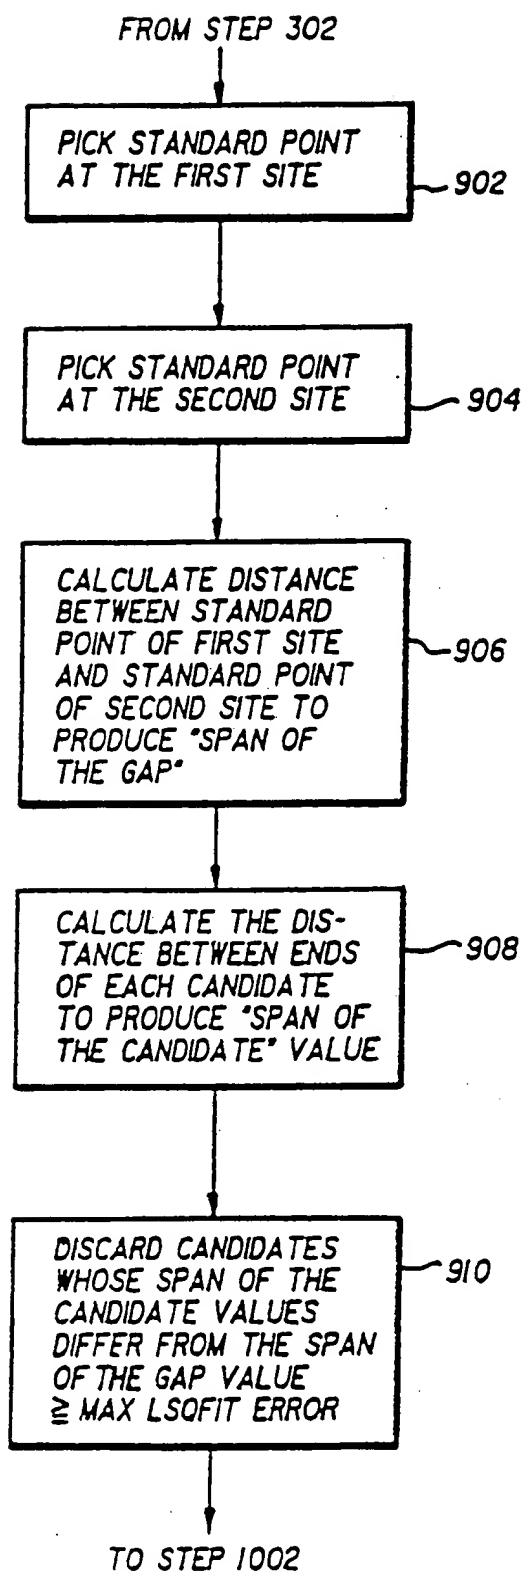 FROM STEP 302
PICK STANDARD POINT
AT THE FIRST SITE
902
PICK STANDARD POINT
AT THE SECOND SITE
904
CALCULATE DISTANCE
BETWEEN STANDARD
POINT OF FIRST SITE
AND STANDARD POINT
OF SECOND SITE TO
PRODUCE "SPAN OF
THE GAP"
906
CALCULATE THE DIS-
TANCE BETWEEN ENDS
OF EACH CANDIDATE
TO PRODUCE "SPAN OF
THE CANDIDATE" VALUE
908
DISCARD CANDIDATES
WHOSE SPAN OF THE
CANDIDATE VALUES
DIFFER FROM THE SPAN
OF THE GAP VALUE
≧ MAX LSQFIT ERROR
910
TO STEP 1002